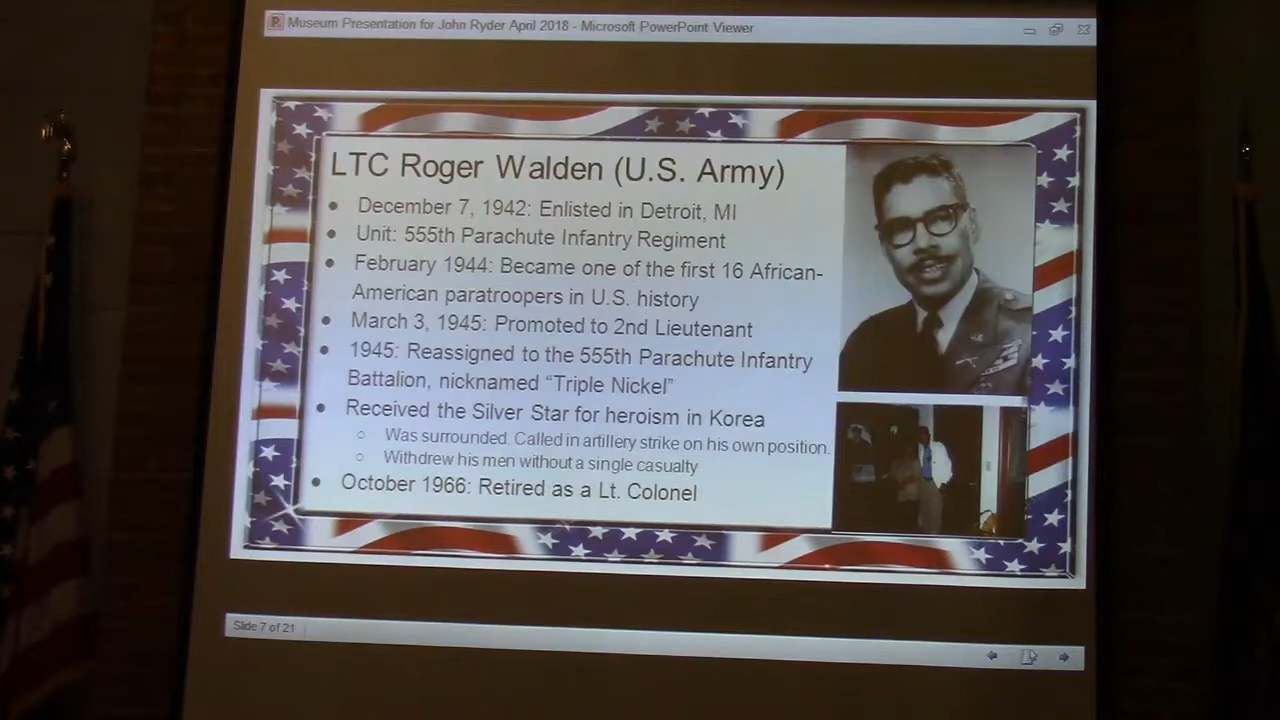 Museum Presentation for John Ryder April 2018 - Microsoft PowerPoint Viewer
LTC Roger Walden (U.S. Army)
• December 7, 1942: Enlisted in Detroit, MI
• Unit: 555th Parachute Infantry Regiment
• February 1944: Became one of the first 16 African-
American paratroopers in U.S. history
• March 3, 1945: Promoted to 2nd Lieutenant
• 1945: Reassigned to the 555th Parachute Infantry
Battalion, nicknamed “Triple Nickel”
• Received the Silver Star for heroism in Korea
○ Was surrounded. Called in artillery strike on his own position.
○ Withdrew his men without a single casualty
• October 1966: Retired as a Lt. Colonel
Slide 7 of 21